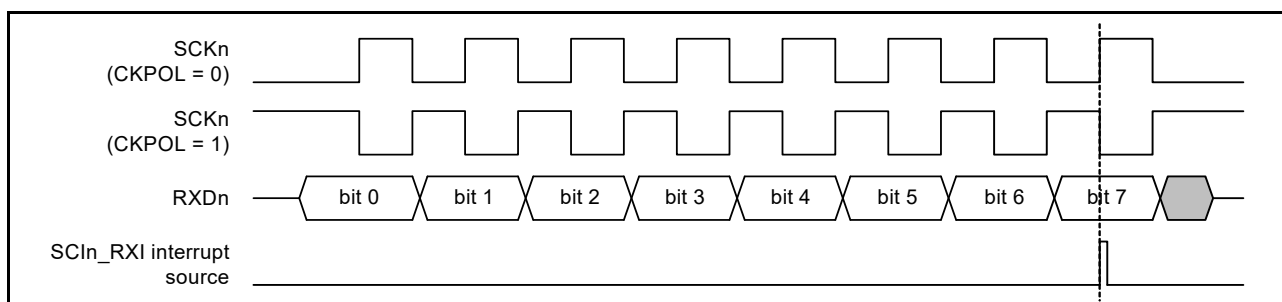 SCKn
(CKPOL = 0)
SCKn
(CKPOL = 1)
RXDn
bit 0
bit 1
bit 2
bit 3
bit 4
bit 5
bit 6
bit 7
SCIn_RXI interrupt
source